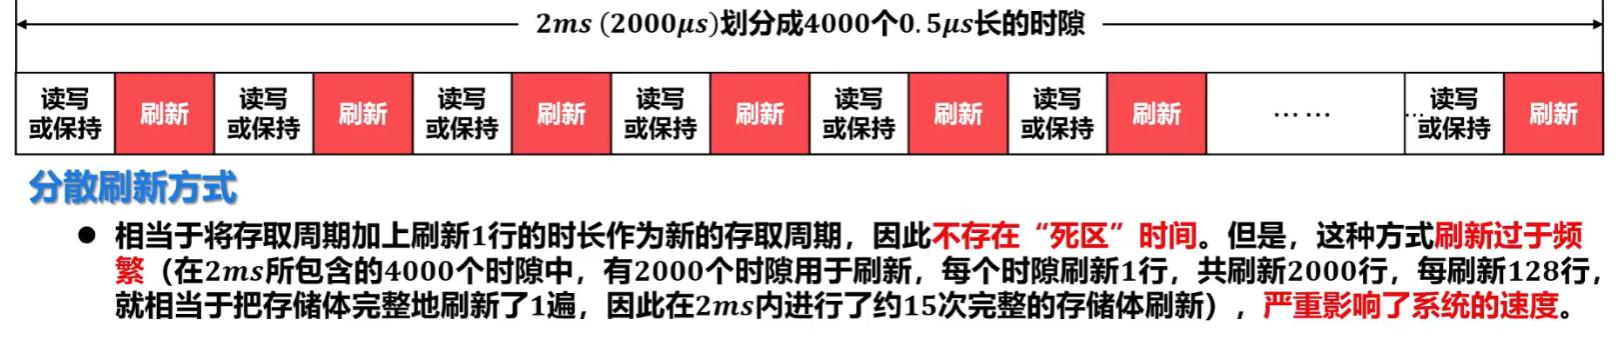 2ms (2000μs)划分成4000个0.5μs长的时隙
读写 刷新 读写 刷新 读写 刷新 读写 刷新 读写 刷新 读写 刷新 …… … 读写 刷新
或保持 或保持 或保持 或保持 或保持 或保持 或保持
分散刷新方式
● 相当于将存取周期加上刷新1行的时长作为新的存取周期，因此不存在“死区”时间。但是，这种方式刷新过于频
繁（在2ms所包含的4000个时隙中，有2000个时隙用于刷新，每个时隙刷新1行，共刷新2000行，每刷新128行，
就相当于把存储体完整地刷新了1遍，因此在2ms内进行了约15次完整的存储体刷新），严重影响了系统的速度。